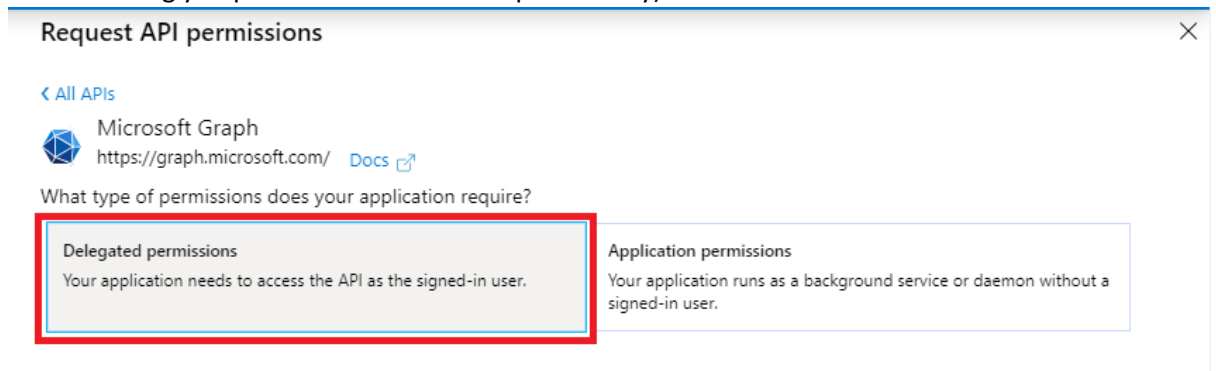 Request API permissions
All APIs
Microsoft Graph
https://graph.microsoft.com/ Docs
What type of permissions does your application require?
Delegated permissions
Your application needs to access the API as the signed-in user.
Application permissions
Your application runs as a background service or daemon without a
signed-in user.